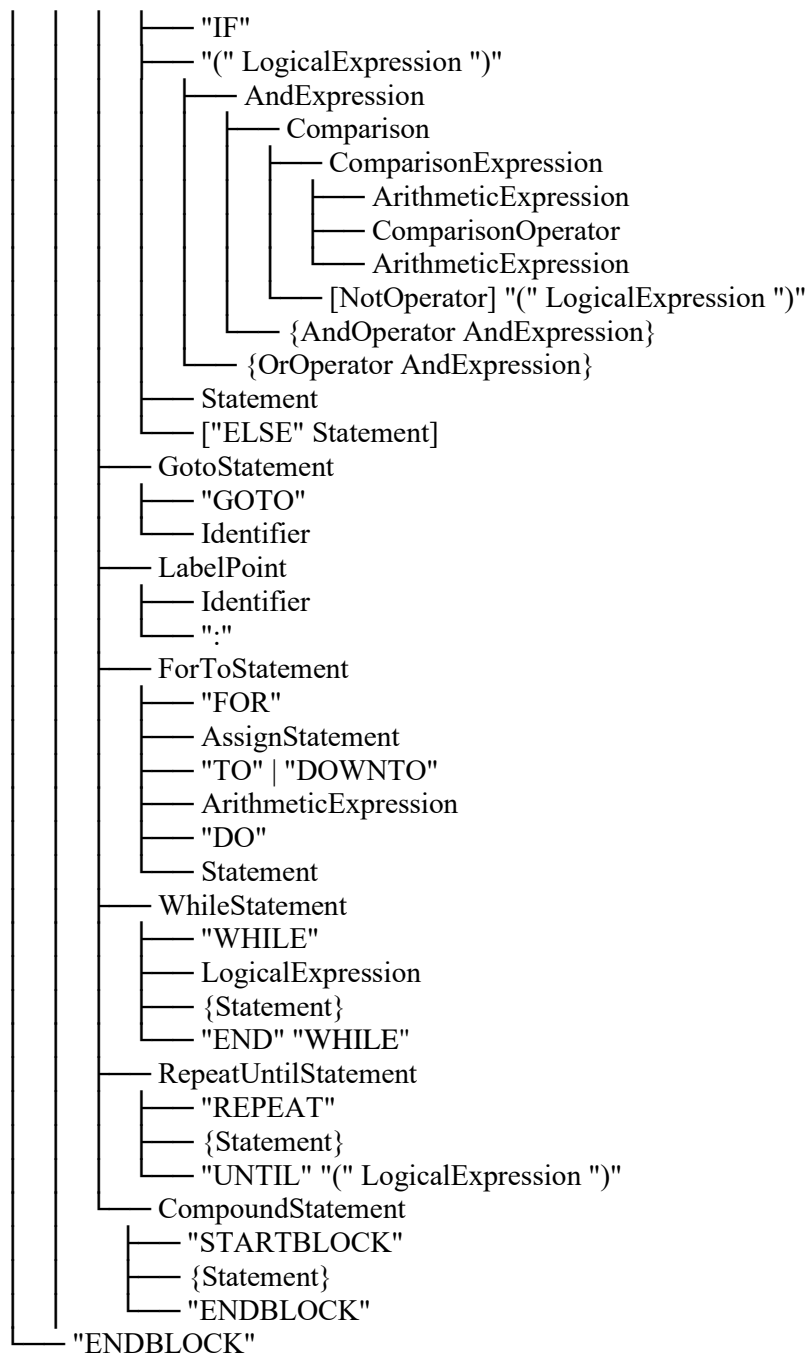 "IF"
"(" LogicalExpression ")"
AndExpression
Comparison
ComparisonExpression
ArithmeticExpression
ComparisonOperator
ArithmeticExpression
[NotOperator] "(" LogicalExpression ")"
{AndOperator AndExpression}
{OrOperator AndExpression}
Statement
["ELSE" Statement]
GotoStatement
"GOTO"
Identifier
LabelPoint
Identifier
":"
ForToStatement
"FOR"
AssignStatement
"TO" | "DOWNTO"
ArithmeticExpression
"DO"
Statement
WhileStatement
"WHILE"
LogicalExpression
{Statement}
"END" "WHILE"
RepeatUntilStatement
"REPEAT"
{Statement}
"UNTIL" "(" LogicalExpression ")"
CompoundStatement
"STARTBLOCK"
{Statement}
"ENDBLOCK"
"ENDBLOCK"